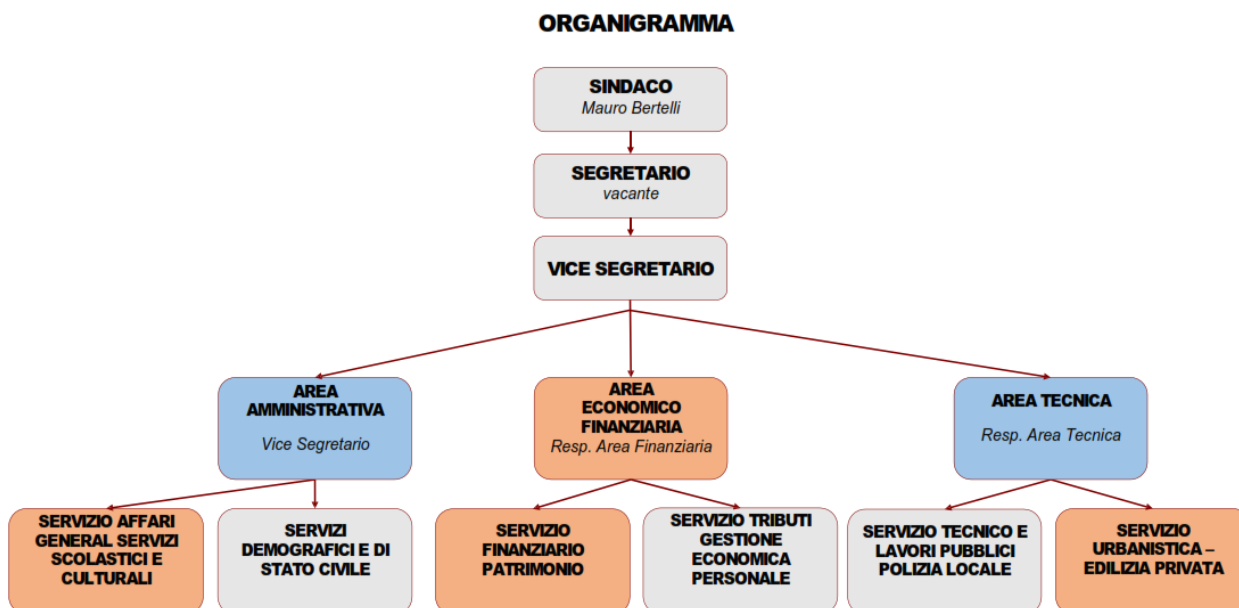 ORGANIGRAMMA
SINDACO
Mauro Bertelli
SEGRETARIO
vacante
VICE SEGRETARIO
AREA
AMMINISTRATIVA
Vice Segretario
AREA
ECONOMICO
FINANZIARIA
Resp. Area Finanziaria
AREA TECNICA
Resp. Area Tecnica
SERVIZIO AFFARI
GENERAL SERVIZI
SCOLASTICI E
CULTURALI
SERVIZI
DEMOGRAFICI E DI
STATO CIVILE
SERVIZIO
FINANZIARIO
PATRIMONIO
SERVIZIO TRIBUTI
GESTIONE
ECONOMICA
PERSONALE
SERVIZIO TECNICO E
LAVORI PUBBLICI
POLIZIA LOCALE
SERVIZIO
URBANISTICA –
EDILIZIA PRIVATA